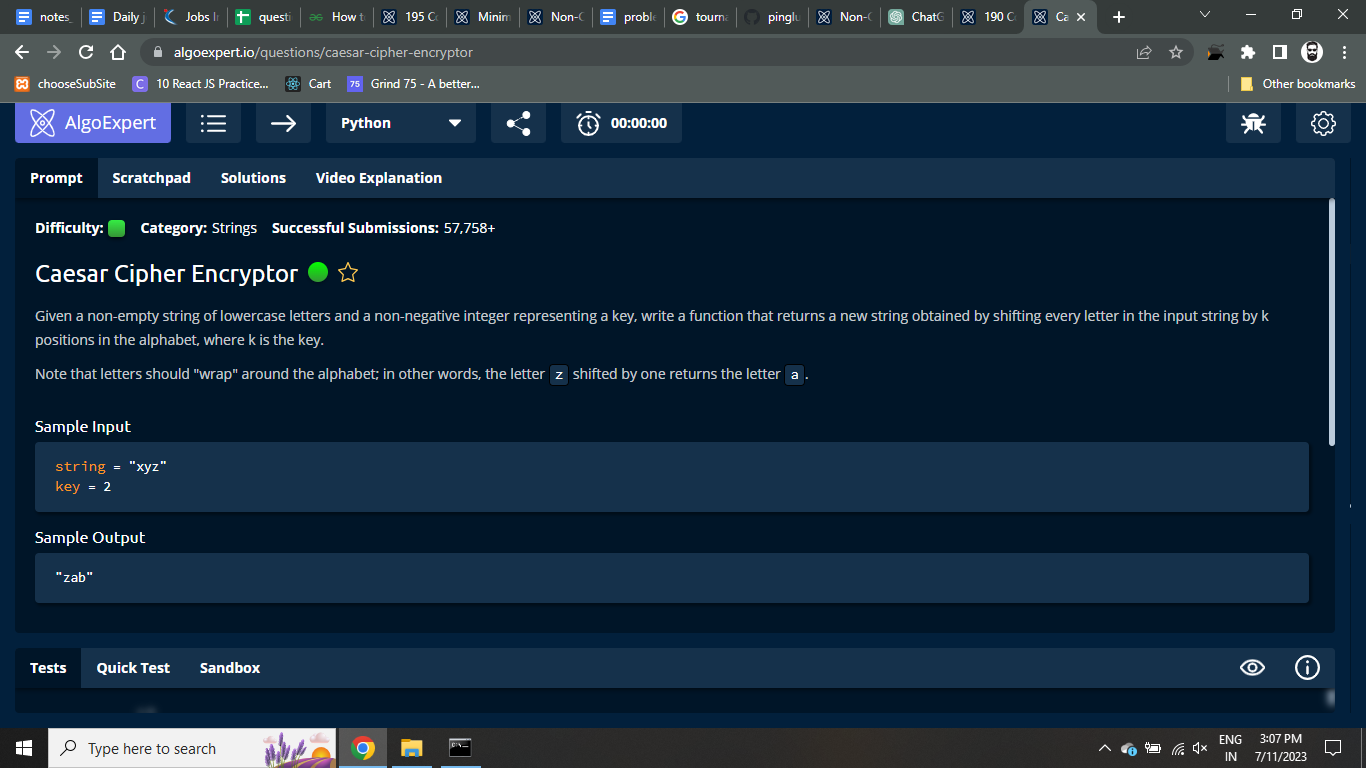 notes_ Daily j Jobs I questi How t 195 Co Minim Non-C proble tourna pinglu Non-C ChatG 190 C Ca
algoexpert.io/questions/caesar-cipher-encryptor
chooseSubSite 10 React JS Practice... Cart 75 Grind 75 - A better... Other bookmarks
AlgoExpert Python 00:00:00
Prompt Scratchpad Solutions Video Explanation
Difficulty: Category: Strings Successful Submissions: 57,758+
Caesar Cipher Encryptor
Given a non-empty string of lowercase letters and a non-negative integer representing a key, write a function that returns a new string obtained by shifting every letter in the input string by k
positions in the alphabet, where k is the key.
Note that letters should "wrap" around the alphabet; in other words, the letter z shifted by one returns the letter a .
Sample Input
string = "xyz"
key = 2
Sample Output
"zab"
Tests Quick Test Sandbox
Type here to search
ENG 3:07 PM
IN 7/11/2023